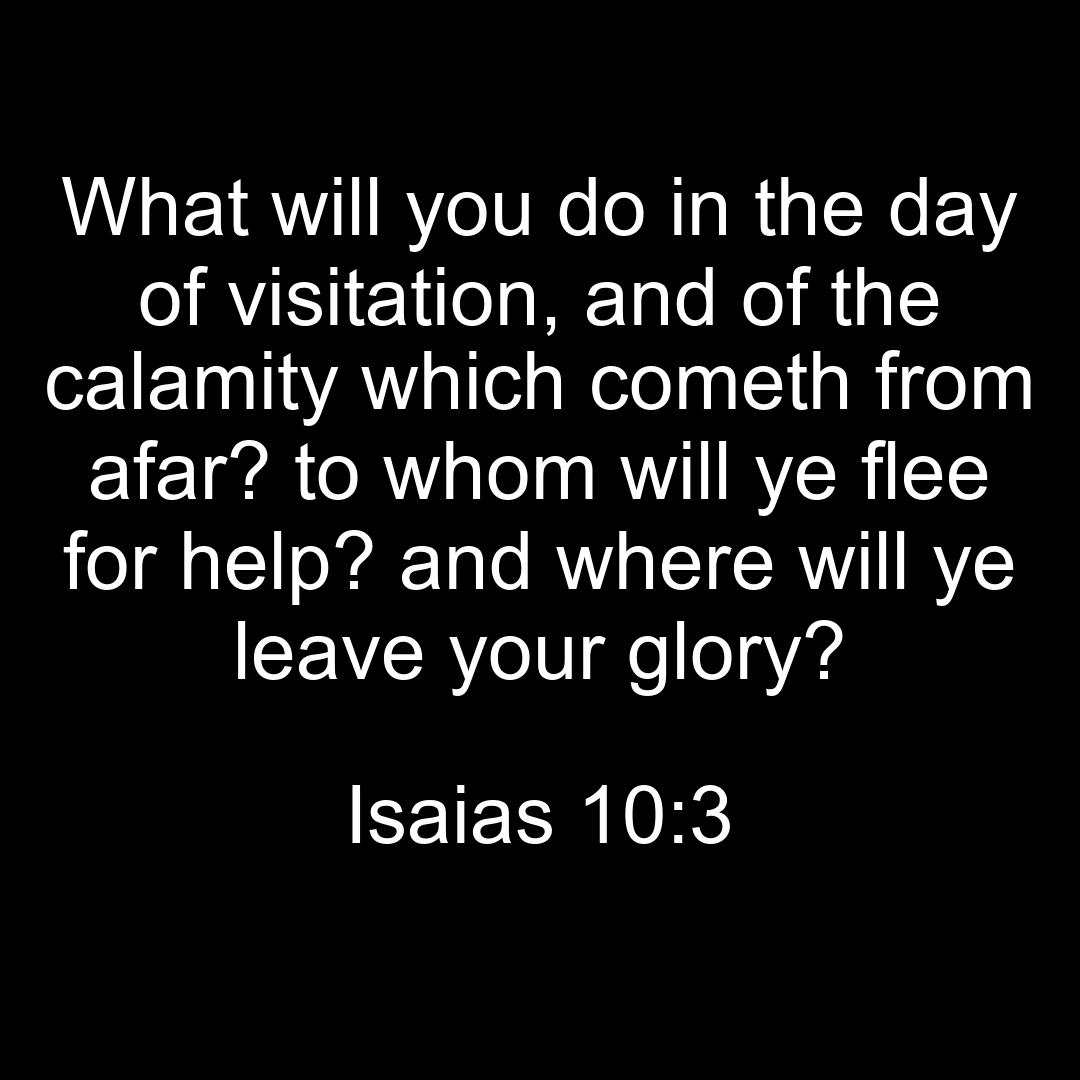 What will you do in the day
of visitation, and of the
calamity which cometh from
afar? to whom will ye flee
for help? and where will ye
leave your glory?
Isaias 10:3